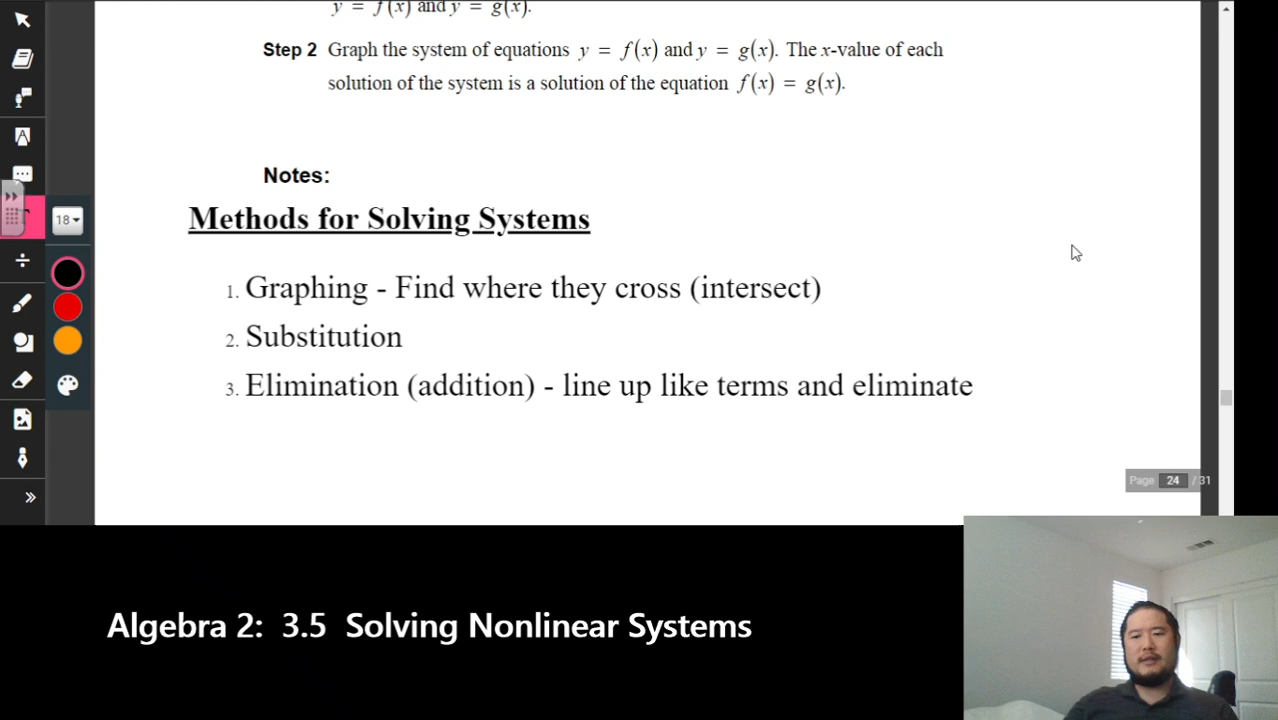 y = f(x) and y = g(x).
Step 2 Graph the system of equations y = f(x) and y = g(x). The x-value of each
solution of the system is a solution of the equation f(x) = g(x).
Notes:
Methods for Solving Systems
1. Graphing - Find where they cross (intersect)
2. Substitution
3. Elimination (addition) - line up like terms and eliminate
18
Page 24 / 31
Algebra 2: 3.5 Solving Nonlinear Systems